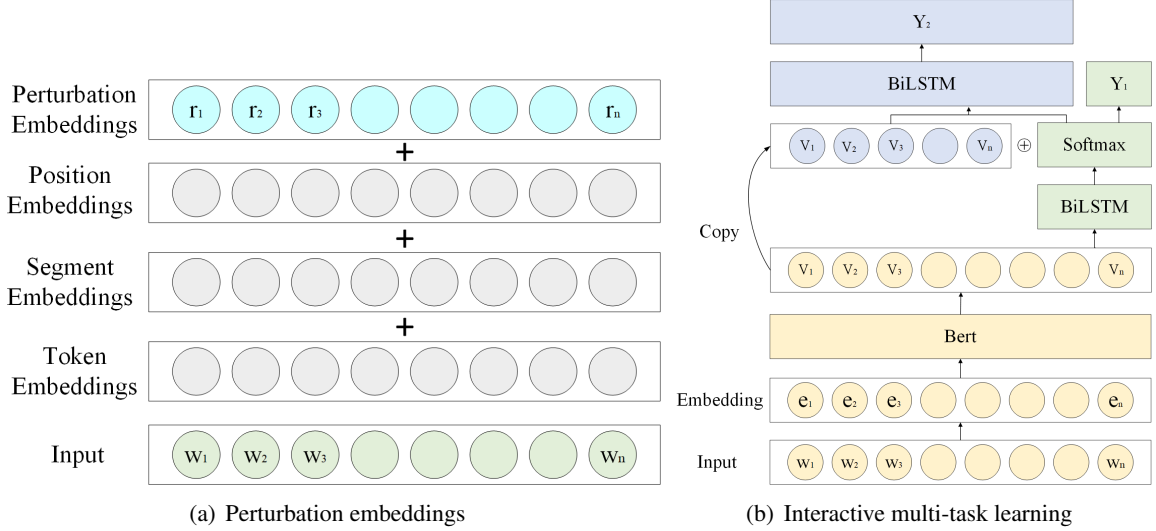 Perturbation
Embeddings
r₁ r₂ r₃ rₙ
+
Position
Embeddings
+
Segment
Embeddings
+
Token
Embeddings
Input
w₁ w₂ w₃ wₙ
(a) Perturbation embeddings
Y₂
BiLSTM
Y₁
V₁ V₂ V₃ Vₙ ⊕ Softmax
BiLSTM
Copy
V₁ V₂ V₃ Vₙ
Bert
Embedding e₁ e₂ e₃ eₙ
Input w₁ w₂ w₃ wₙ
(b) Interactive multi-task learning